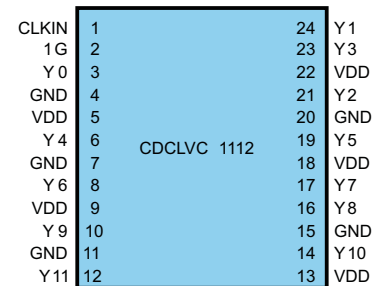 CLKIN 1 24 Y1
1G 2 23 Y3
Y0 3 22 VDD
GND 4 21 Y2
VDD 5 20 GND
Y4 6 19 Y5
CDCLVC 1112
GND 7 18 VDD
Y6 8 17 Y7
VDD 9 16 Y8
Y9 10 15 GND
GND 11 14 Y10
Y11 12 13 VDD